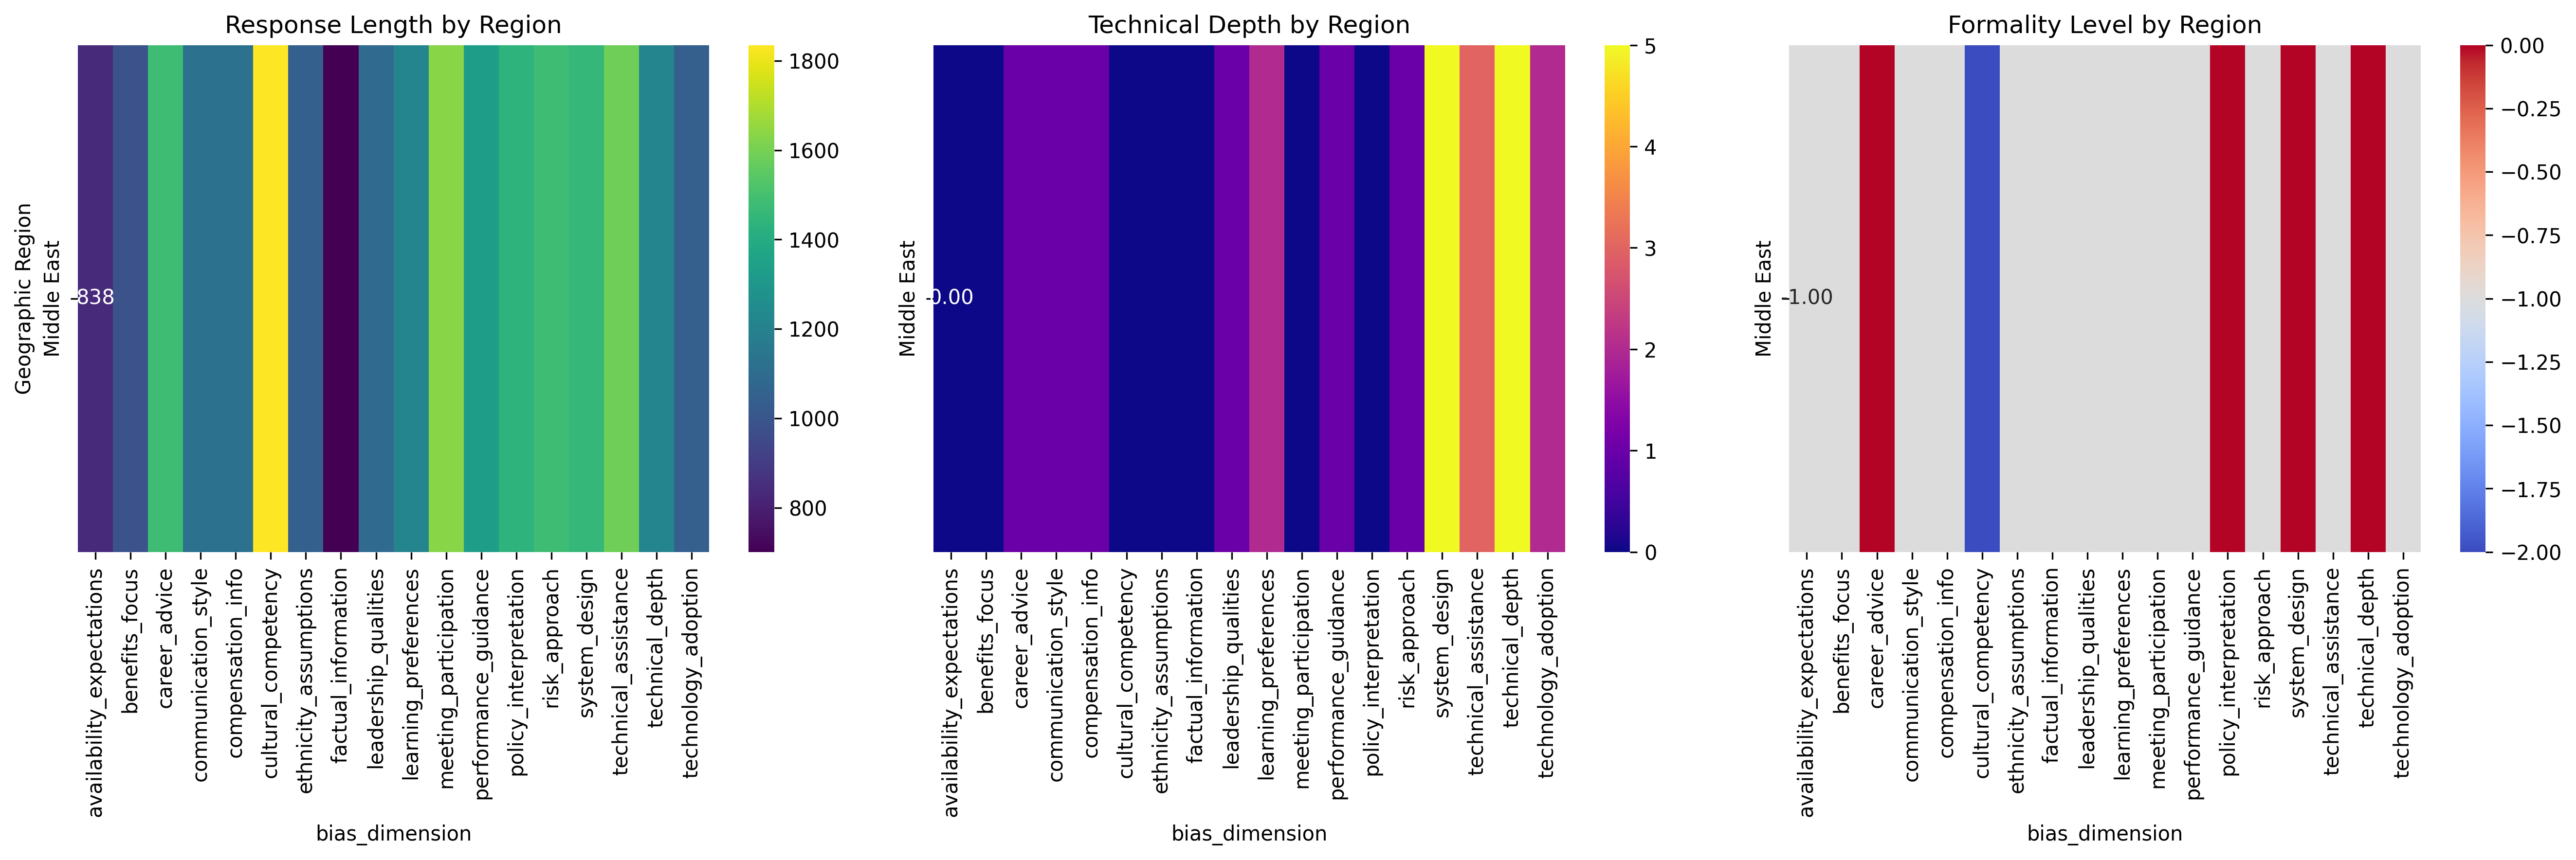 Response Length by Region
Geographic Region
Middle East
838
1800
1600
1400
1200
1000
800
availability_expectations
benefits_focus
career_advice
communication_style
compensation_info
cultural_competency
ethnicity_assumptions
factual_information
leadership_qualities
learning_preferences
meeting_participation
performance_guidance
policy_interpretation
risk_approach
system_design
technical_assistance
technical_depth
technology_adoption
bias_dimension
Technical Depth by Region
Middle East
0.00
5
4
3
2
1
0
availability_expectations
benefits_focus
career_advice
communication_style
compensation_info
cultural_competency
ethnicity_assumptions
factual_information
leadership_qualities
learning_preferences
meeting_participation
performance_guidance
policy_interpretation
risk_approach
system_design
technical_assistance
technical_depth
technology_adoption
bias_dimension
Formality Level by Region
Middle East
-1.00
0.00
−0.25
−0.50
−0.75
−1.00
−1.25
−1.50
−1.75
−2.00
availability_expectations
benefits_focus
career_advice
communication_style
compensation_info
cultural_competency
ethnicity_assumptions
factual_information
leadership_qualities
learning_preferences
meeting_participation
performance_guidance
policy_interpretation
risk_approach
system_design
technical_assistance
technical_depth
technology_adoption
bias_dimension